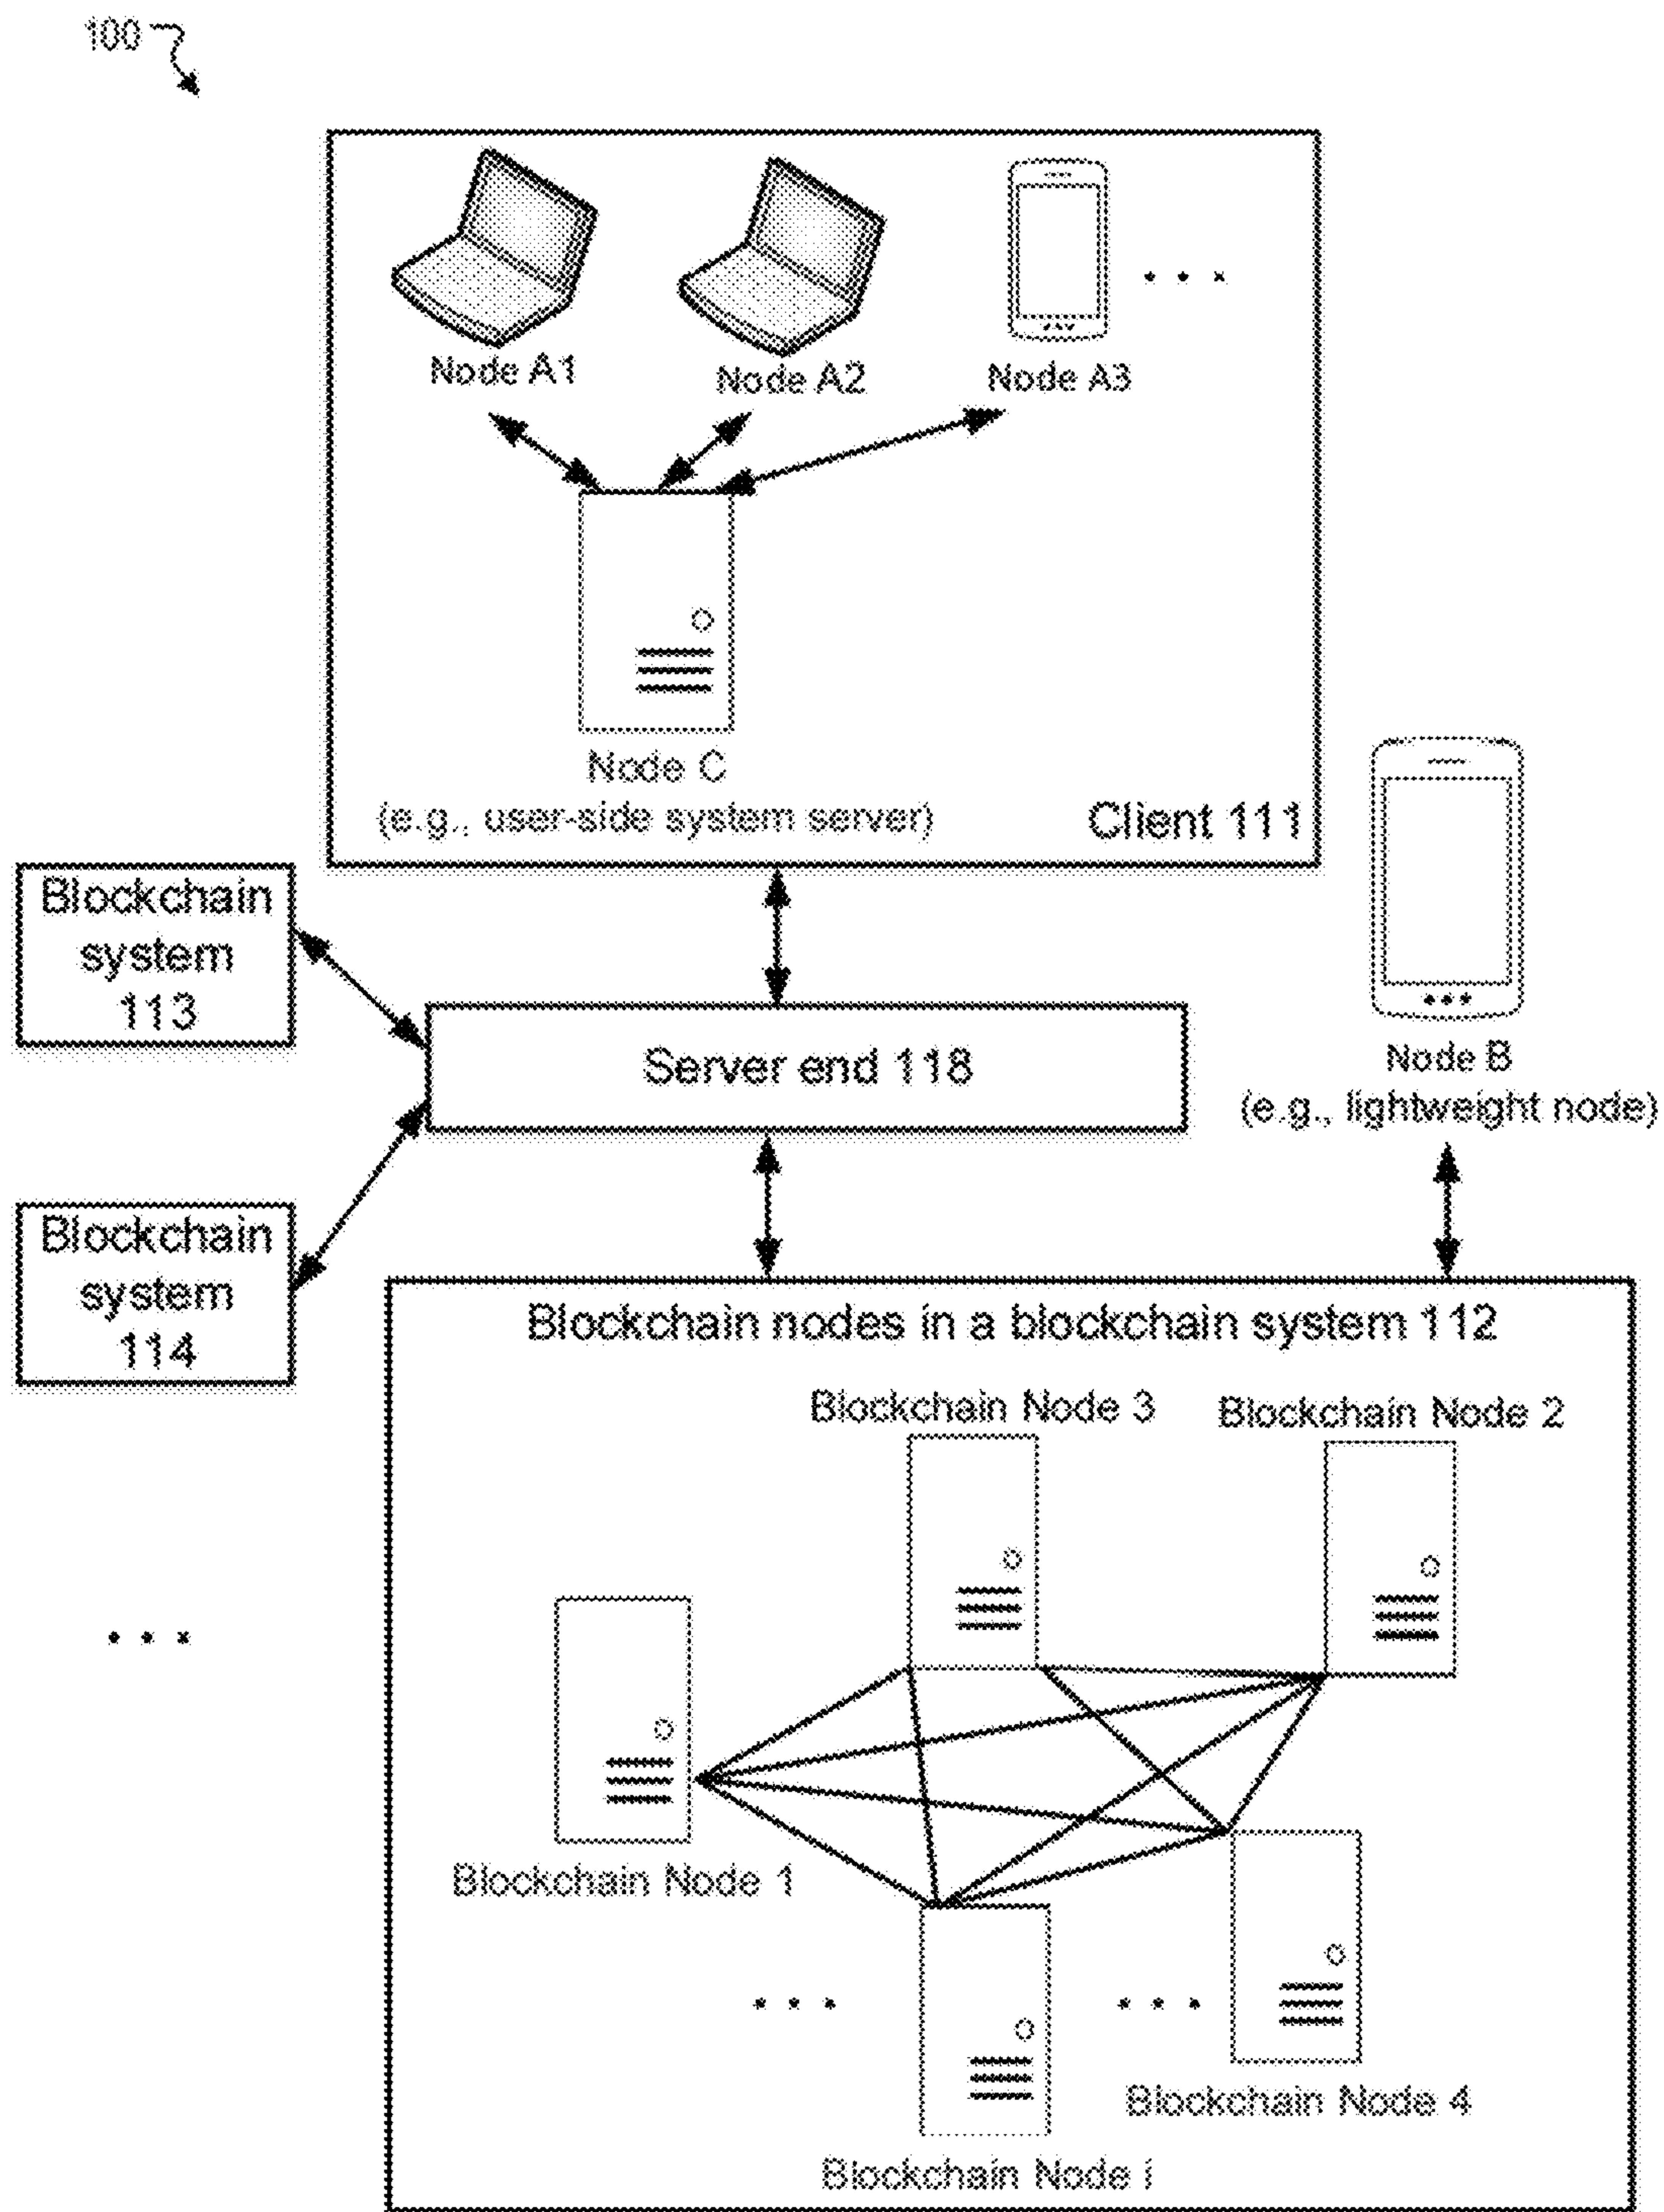 100
Node A1
Node A2
Node A3
Node C
(e.g., user-side system server)
Client 111
Blockchain
system
113
Server end 118
Node B
(e.g., lightweight node)
Blockchain
system
114
Blockchain nodes in a blockchain system 112
Blockchain Node 3
Blockchain Node 2
Blockchain Node 1
Blockchain Node 4
Blockchain Node i